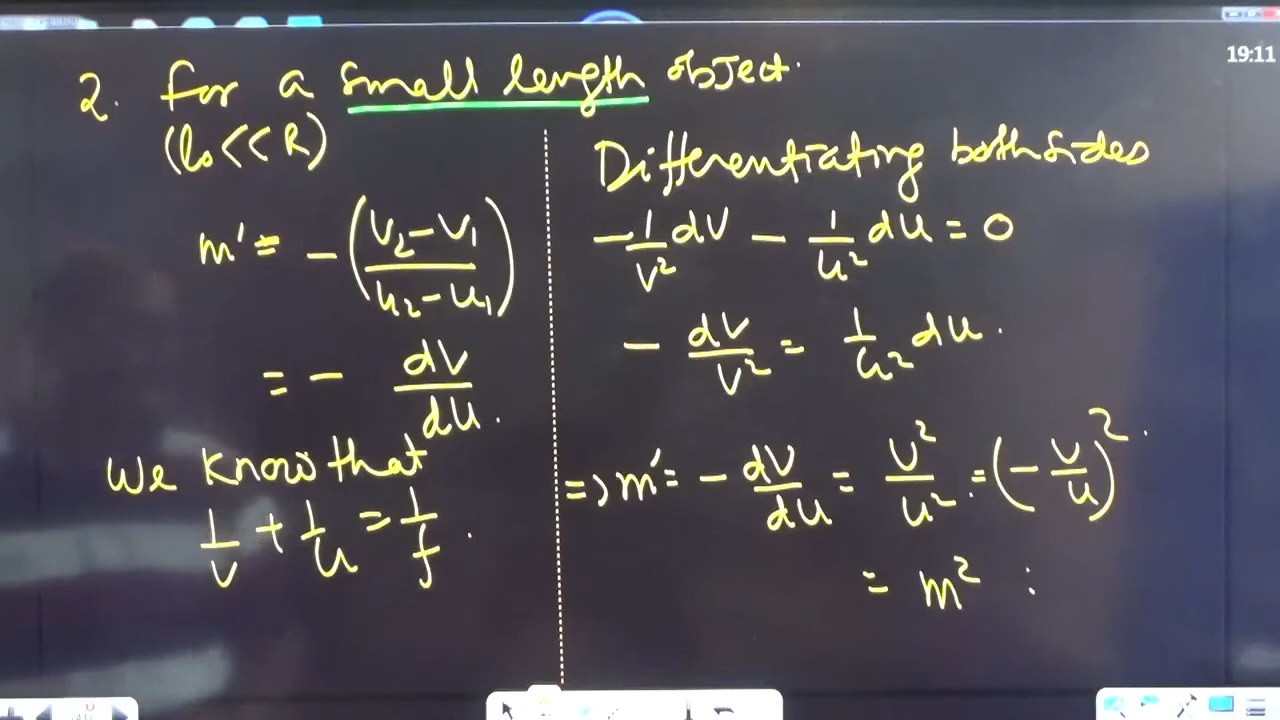 19:11
2. for a small length object.
(l₀<<R)
m' = - (V₂-V₁ / u₂-u₁)
= - dV/du.
We know that
1/v + 1/u = 1/f.
Differentiating both sides
- 1/V² dV - 1/u² du = 0
- dV/V² = 1/u² du.
=> m' = - dV/du = V²/u². = (- V/u)².
= m² :